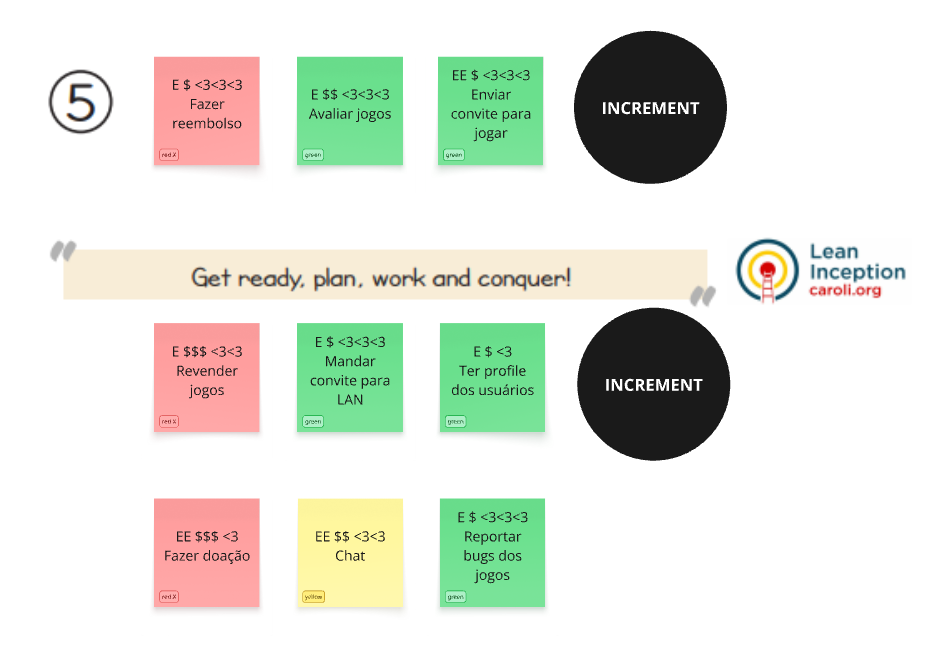 5
E $ <3<3<3
Fazer
reembolso
red X
E $$ <3<3<3
Avaliar jogos
green
EE $ <3<3<3
Enviar
convite para
jogar
green
INCREMENT
"Get ready, plan, work and conquer!"
Lean
Inception
caroli.org
E $$$ <3<3
Revender
jogos
red X
E $ <3<3<3
Mandar
convite para
LAN
green
E $ <3
Ter profile
dos usuários
green
INCREMENT
EE $$$ <3
Fazer doação
red X
EE $$ <3<3
Chat
yellow
E $ <3<3<3
Reportar
bugs dos
jogos
green